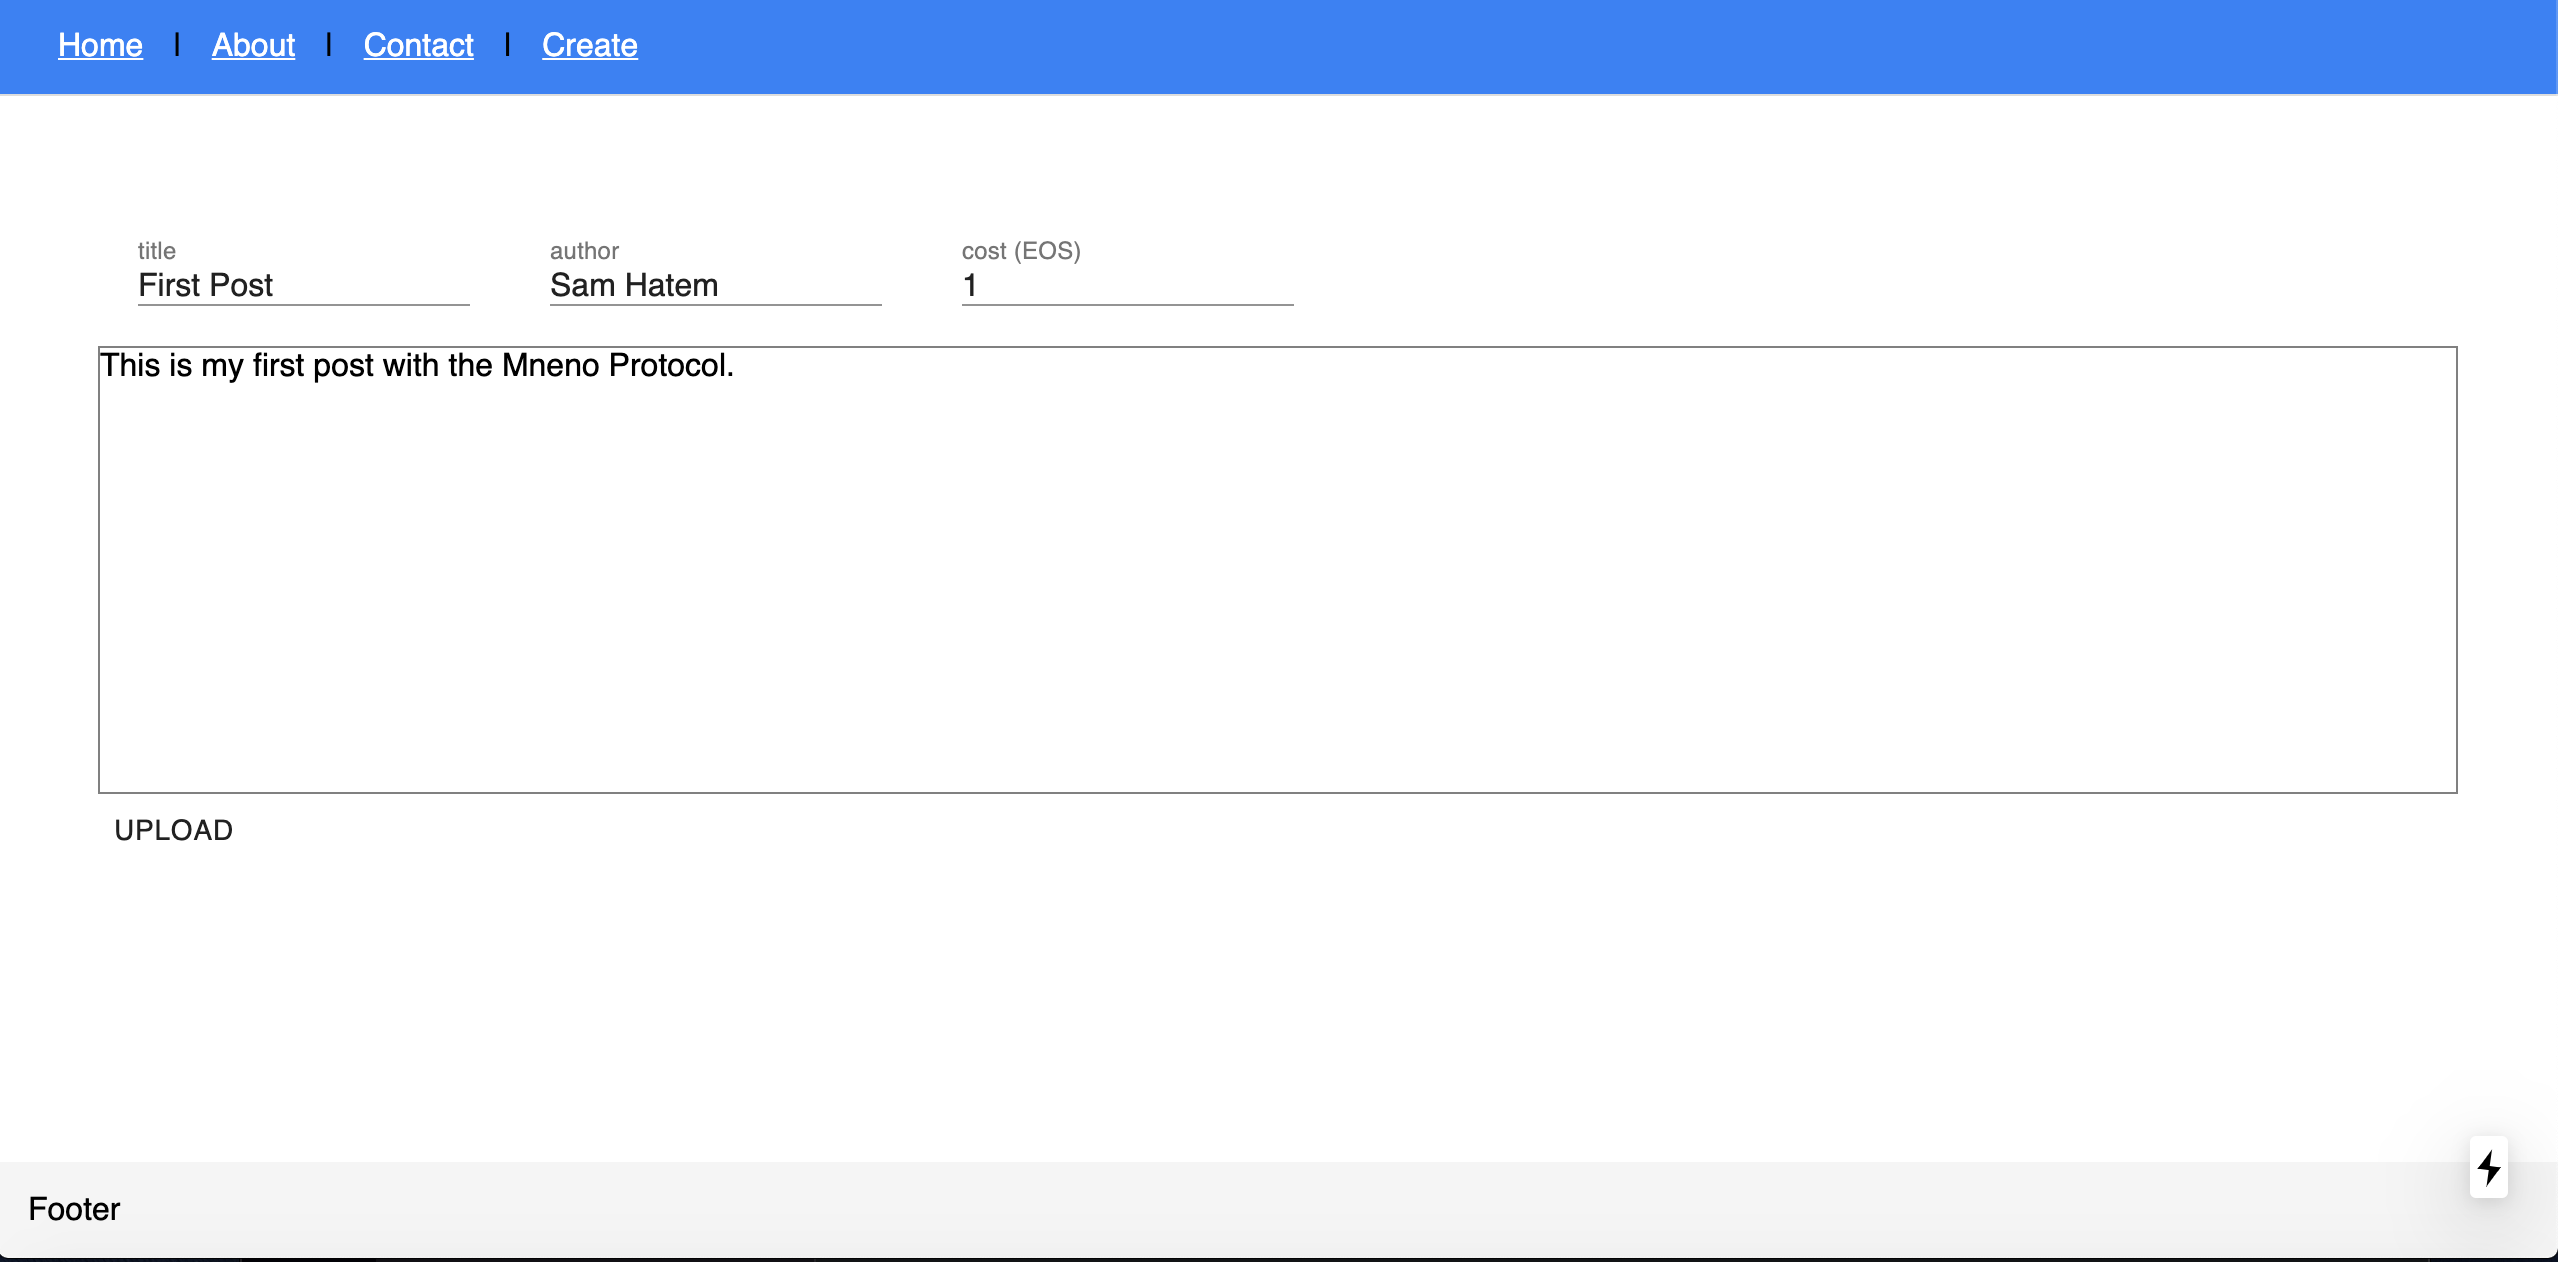 Home | About | Contact | Create
title author cost (EOS)
First Post Sam Hatem 1
This is my first post with the Mneno Protocol.
UPLOAD
Footer